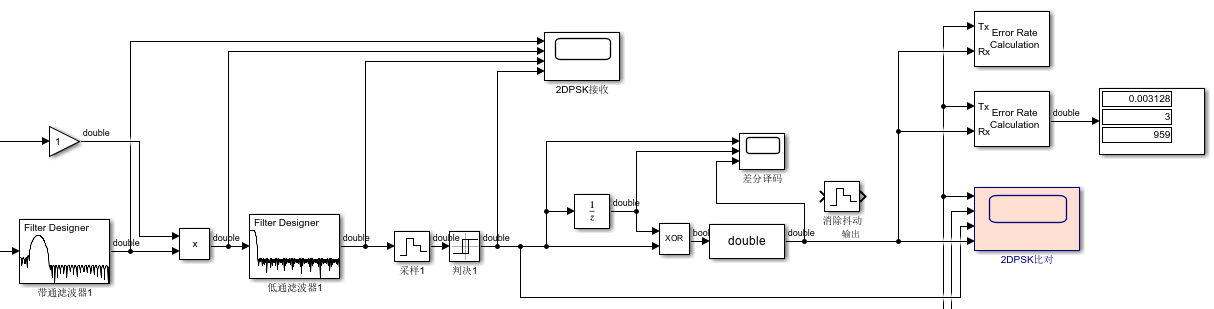 Tx
Error Rate
Calculation
Rx
2DPSK接收
Tx
Error Rate
Calculation
Rx
double
0.003128
3
959
1
double
差分译码
消除抖动
输出
1
z
double
XOR
double
double
2DPSK比对
Filter Designer
double
带通滤波器1
x
double
Filter Designer
double
低通滤波器1
double
采样1
double
判决1